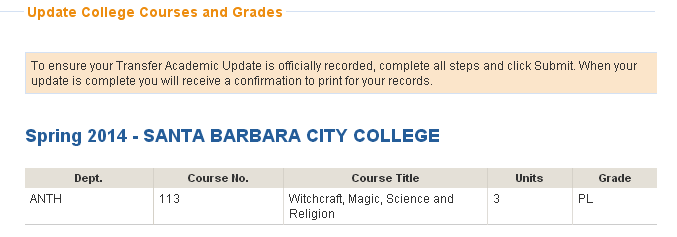 Update College Courses and Grades
To ensure your Transfer Academic Update is officially recorded, complete all steps and click Submit. When your
update is complete you will receive a confirmation to print for your records.
Spring 2014 - SANTA BARBARA CITY COLLEGE
Dept. Course No. Course Title Units Grade
ANTH 113 Witchcraft, Magic, Science and 3 PL
Religion